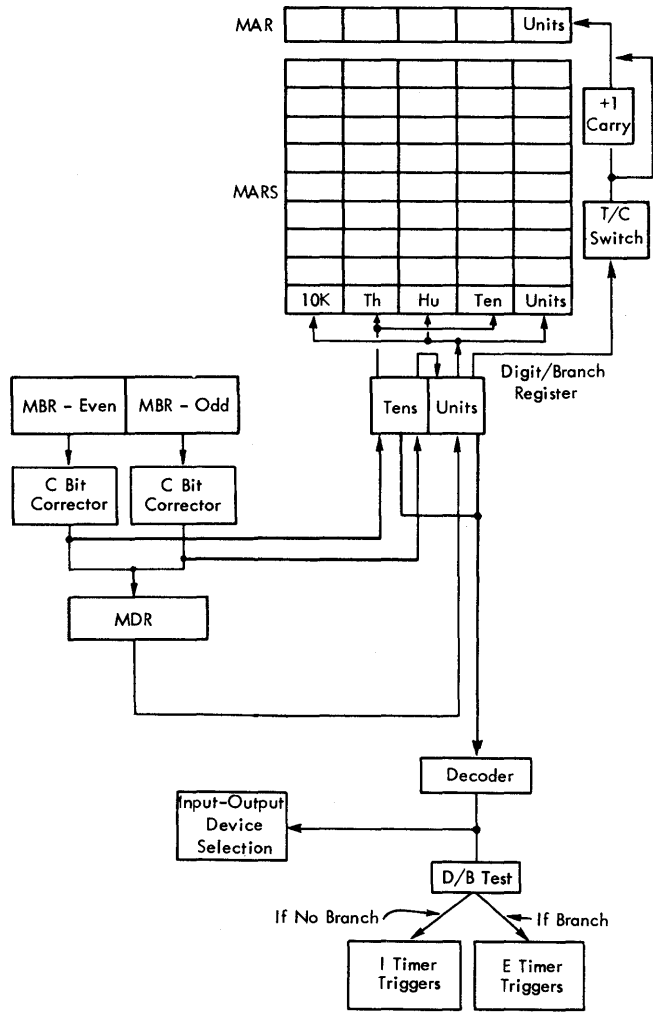 MAR
Units
+1
Carry
MARS
T/C
Switch
10K Th Hu Ten Units
Digit/Branch
Register
MBR - Even MBR - Odd
Tens Units
C Bit
Corrector
C Bit
Corrector
MDR
Decoder
Input-Output
Device
Selection
D/B Test
If No Branch
If Branch
I Timer
Triggers
E Timer
Triggers